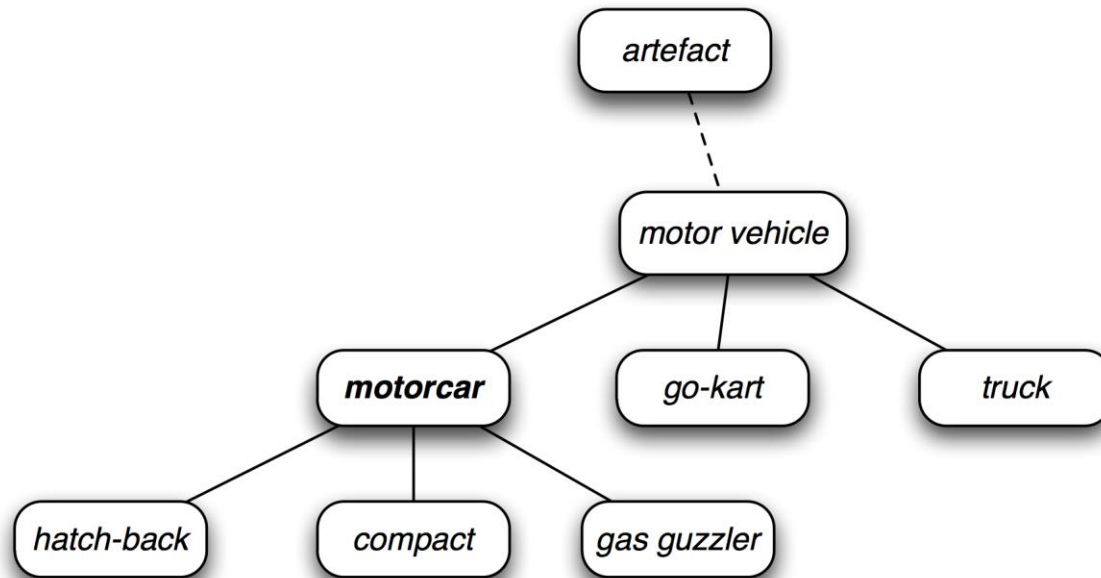 artefact
motor vehicle
motorcar
go-kart
truck
hatch-back
compact
gas guzzler